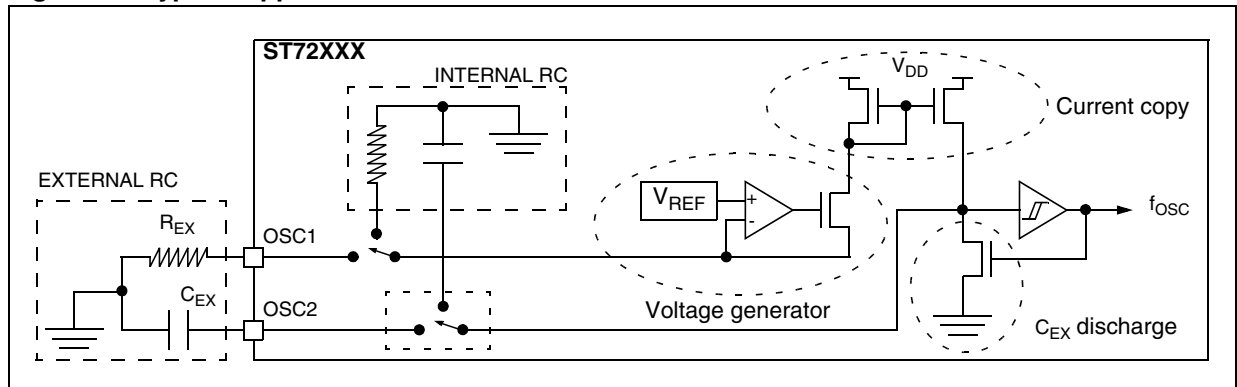 ST72XXX
INTERNAL RC
V_DD
Current copy
EXTERNAL RC
R_EX
OSC1
V_REF
+
-
f_OSC
C_EX
OSC2
Voltage generator
C_EX discharge